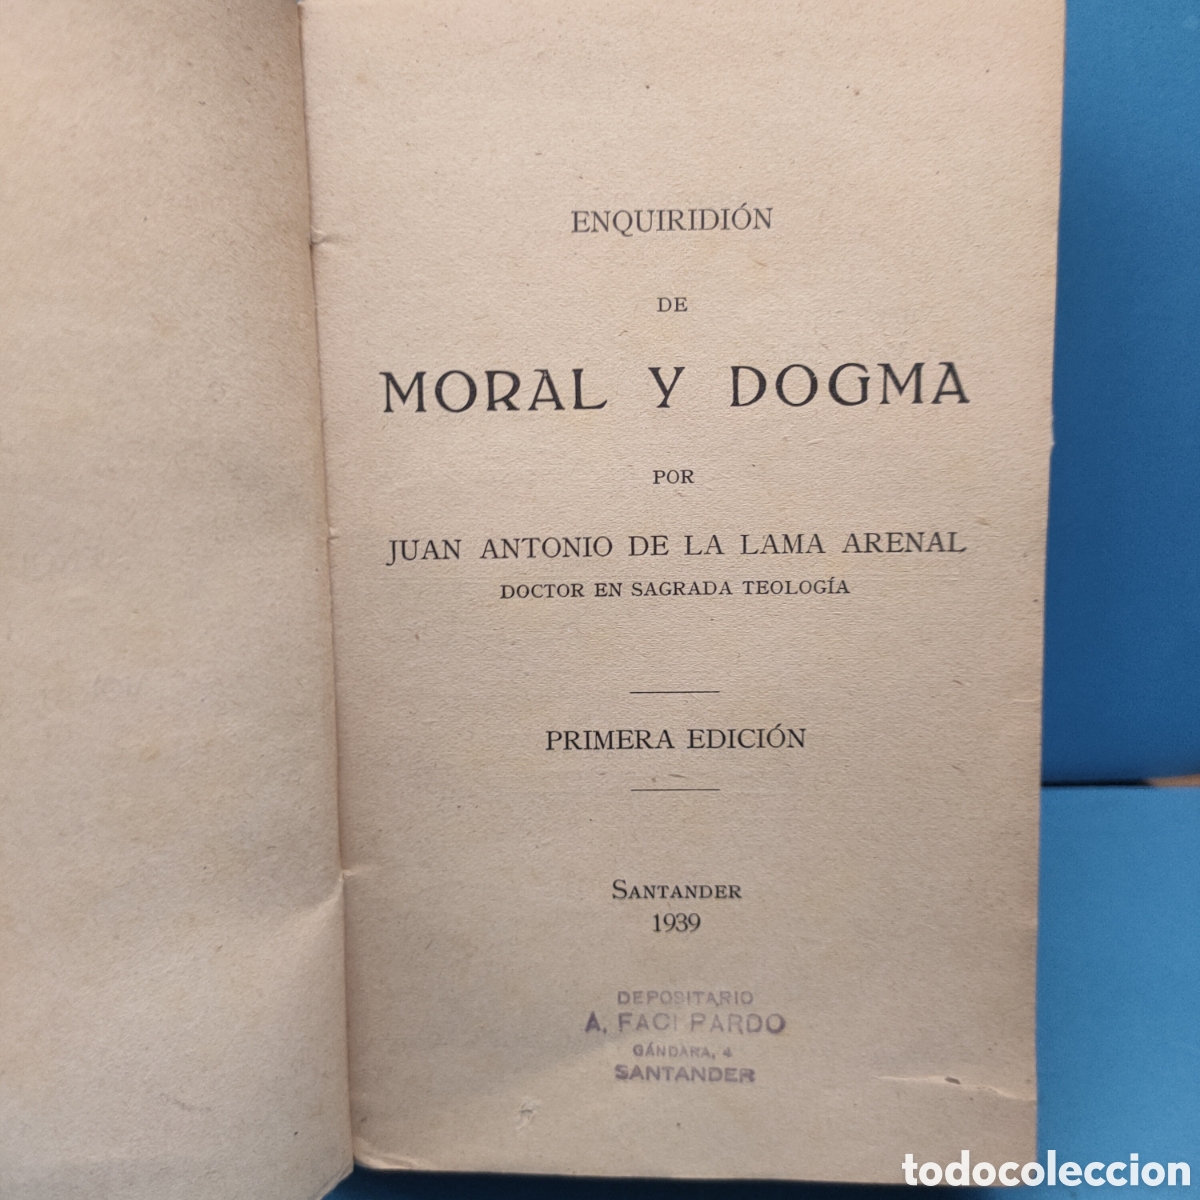 ENQUIRIDIÓN
DE
MORAL Y DOGMA
POR
JUAN ANTONIO DE LA LAMA ARENAL
DOCTOR EN SAGRADA TEOLOGÍA
PRIMERA EDICIÓN
SANTANDER
1939
DEPOSITARIO
A. FACI PARDO
GÁNDARA, 4
SANTANDER
todocoleccion